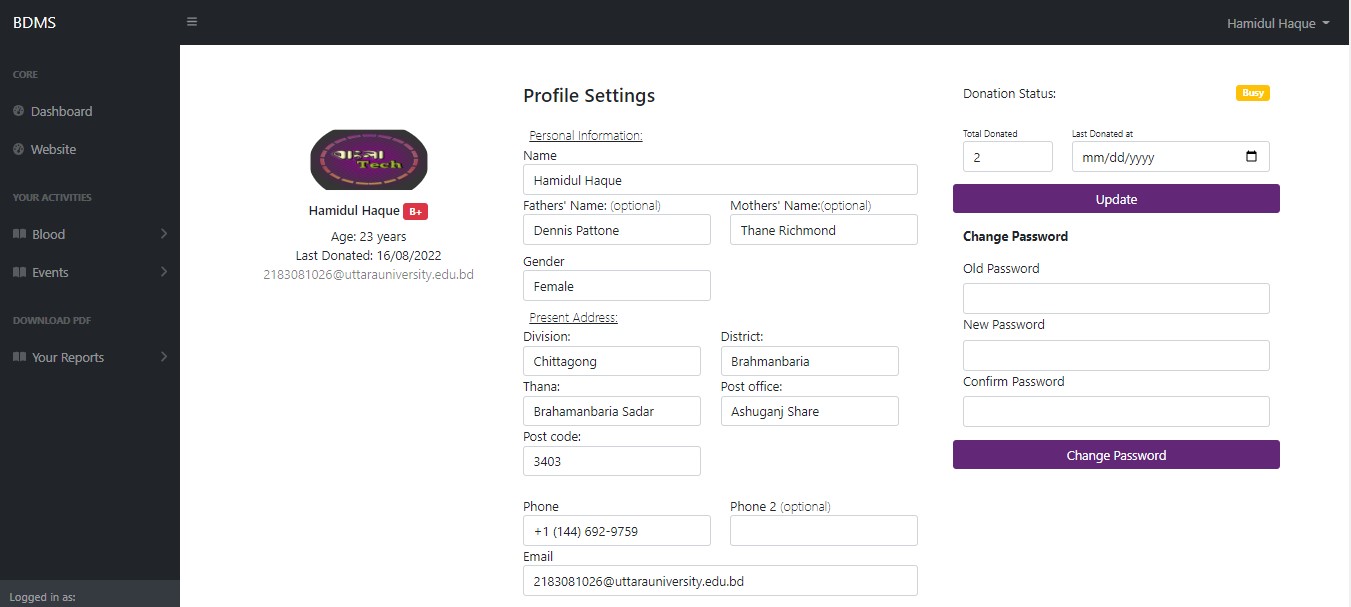 BDMS
Hamidul Haque
CORE
Dashboard
Website
YOUR ACTIVITIES
Blood
Events
DOWNLOAD PDF
Your Reports
Logged in as:
বাংলা
Tech
Hamidul Haque B+
Age: 23 years
Last Donated: 16/08/2022
2183081026@uttarauniversity.edu.bd
Profile Settings
Personal Information:
Name
Hamidul Haque
Fathers' Name: (optional) Mothers' Name:(optional)
Dennis Pattone Thane Richmond
Gender
Female
Present Address:
Division: District:
Chittagong Brahmanbaria
Thana: Post office:
Brahamanbaria Sadar Ashuganj Share
Post code:
3403
Phone Phone 2 (optional)
+1 (144) 692-9759
Email
2183081026@uttarauniversity.edu.bd
Donation Status: Busy
Total Donated Last Donated at
2 mm/dd/yyyy
Update
Change Password
Old Password
New Password
Confirm Password
Change Password